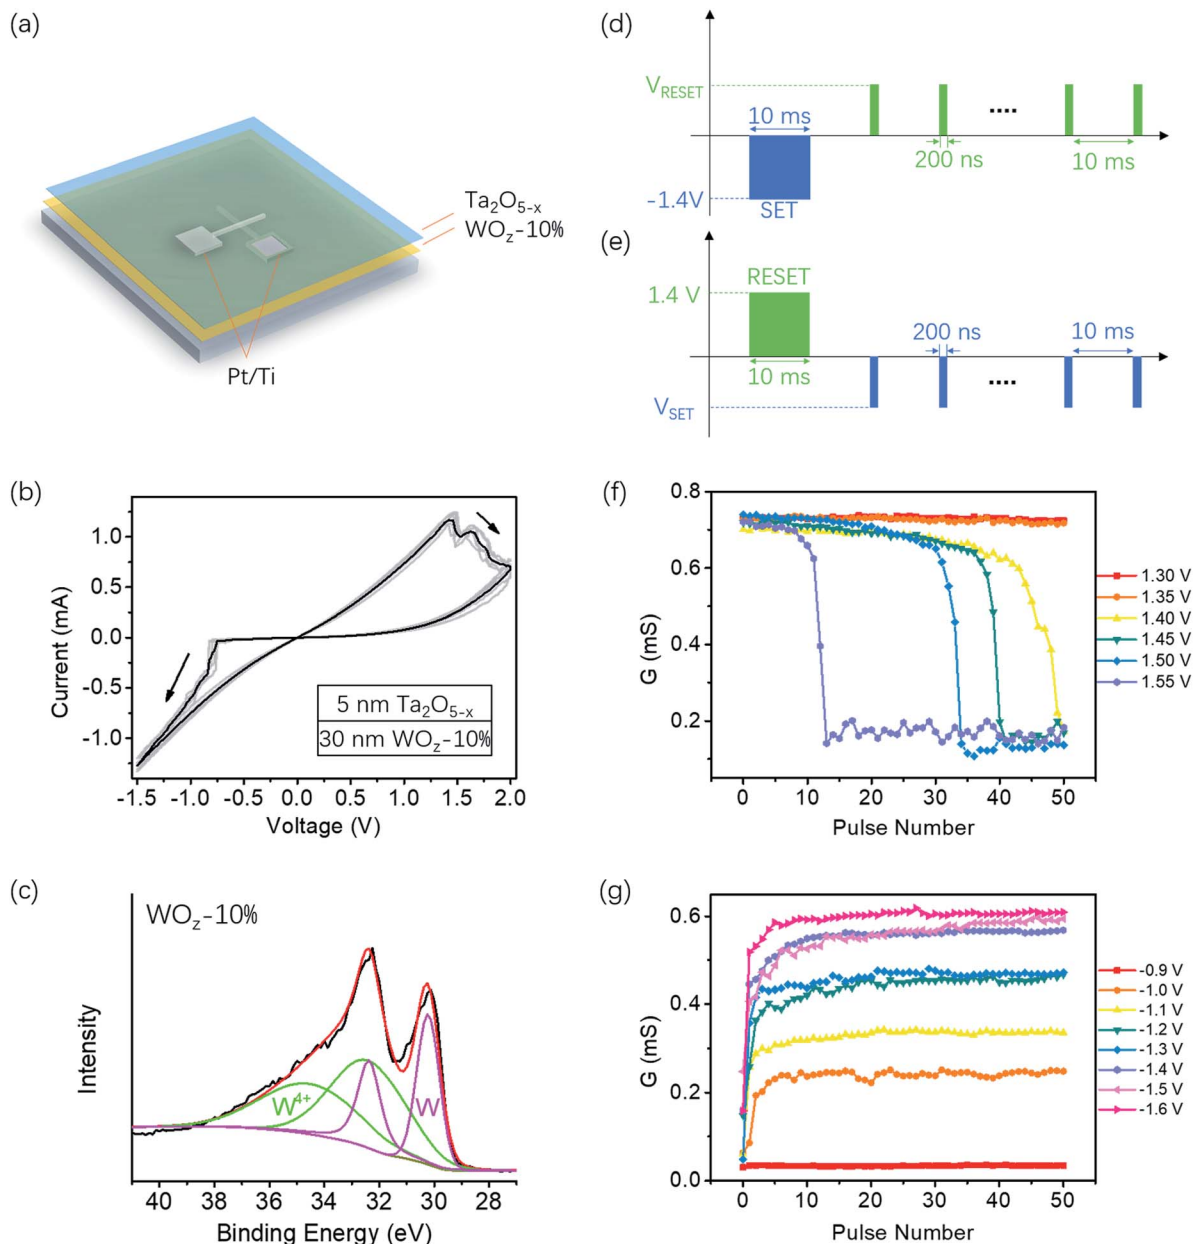 (a)
Ta₂O₅₋ₓ
WO_z-10%
Pt/Ti
(d)
V_RESET
10 ms
200 ns
10 ms
-1.4V
SET
(e)
RESET
1.4 V
10 ms
200 ns
10 ms
V_SET
(b)
Current (mA)
1.0
0.5
0.0
-0.5
-1.0
5 nm Ta₂O₅₋ₓ
30 nm WO_z-10%
-1.5 -1.0 -0.5 0.0 0.5 1.0 1.5 2.0
Voltage (V)
(f)
G (mS)
0.8
0.6
0.4
0.2
0 10 20 30 40 50
Pulse Number
1.30 V
1.35 V
1.40 V
1.45 V
1.50 V
1.55 V
(c)
WO_z-10%
Intensity
W⁴⁺
W
40 38 36 34 32 30 28
Binding Energy (eV)
(g)
G (mS)
0.6
0.4
0.2
0.0
0 10 20 30 40 50
Pulse Number
-0.9 V
-1.0 V
-1.1 V
-1.2 V
-1.3 V
-1.4 V
-1.5 V
-1.6 V